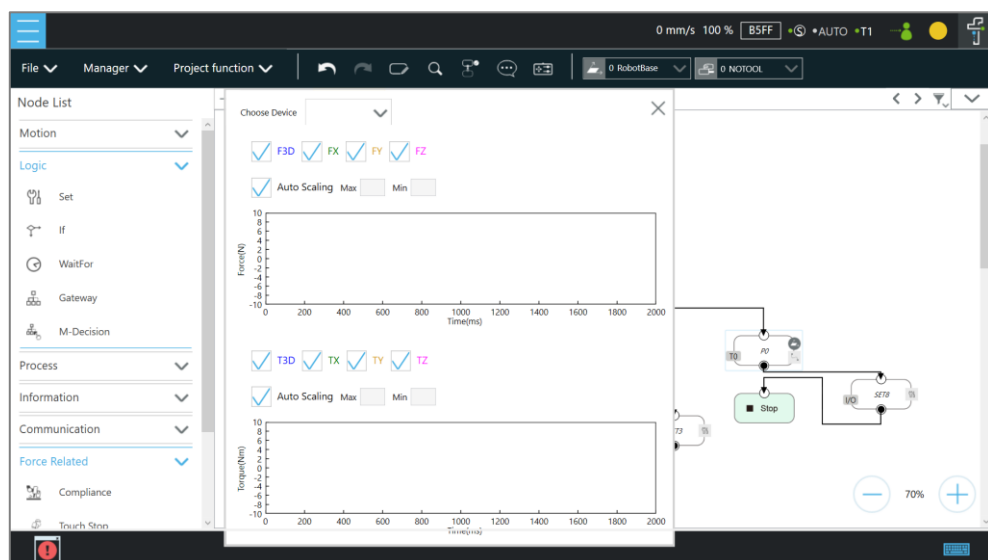 0 mm/s 100 % B5FF S AUTO T1
File Manager Project function 0 RobotBase 0 NOTOOL
Node List
Motion
Logic
Set
If
WaitFor
Gateway
M-Decision
Process
Information
Communication
Force Related
Compliance
Touch Stop
Choose Device
F3D FX FY FZ
Auto Scaling Max Min
10
8
6
4
2
0
-2
-4
-6
-8
-10
Force(N)
0 200 400 600 800 1000 1200 1400 1600 1800 2000
Time(ms)
T3D TX TY TZ
Auto Scaling Max Min
10
8
6
4
2
0
-2
-4
-6
-8
-10
Torque(Nm)
0 200 400 600 800 1000 1200 1400 1600 1800 2000
Time(ms)
P0
T0
Stop
SET8
I/O
T3
70%